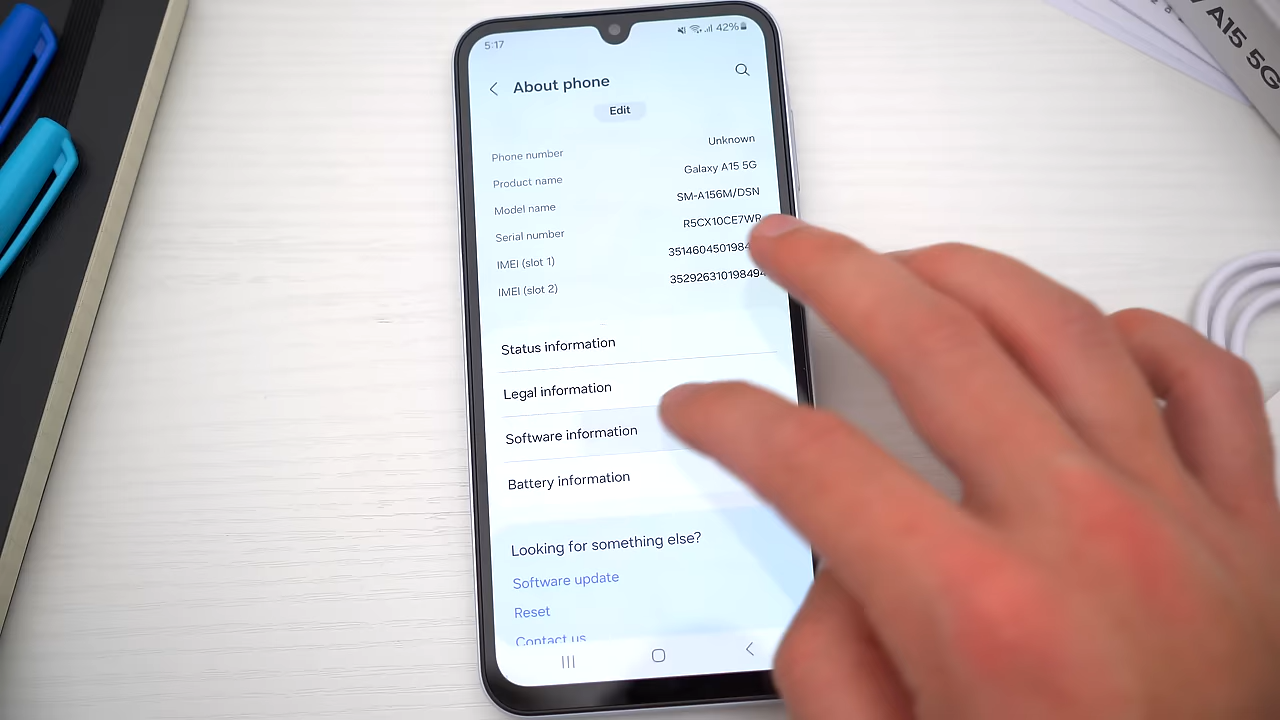 5:17
42%
A15 5G
About phone
Edit
Phone number Unknown
Product name Galaxy A15 5G
Model name SM-A156M/DSN
Serial number R5CX10CE7WR
IMEI (slot 1)
IMEI (slot 2)
Status information
Legal information
Software information
Battery information
Looking for something else?
Software update
Reset
Contact us